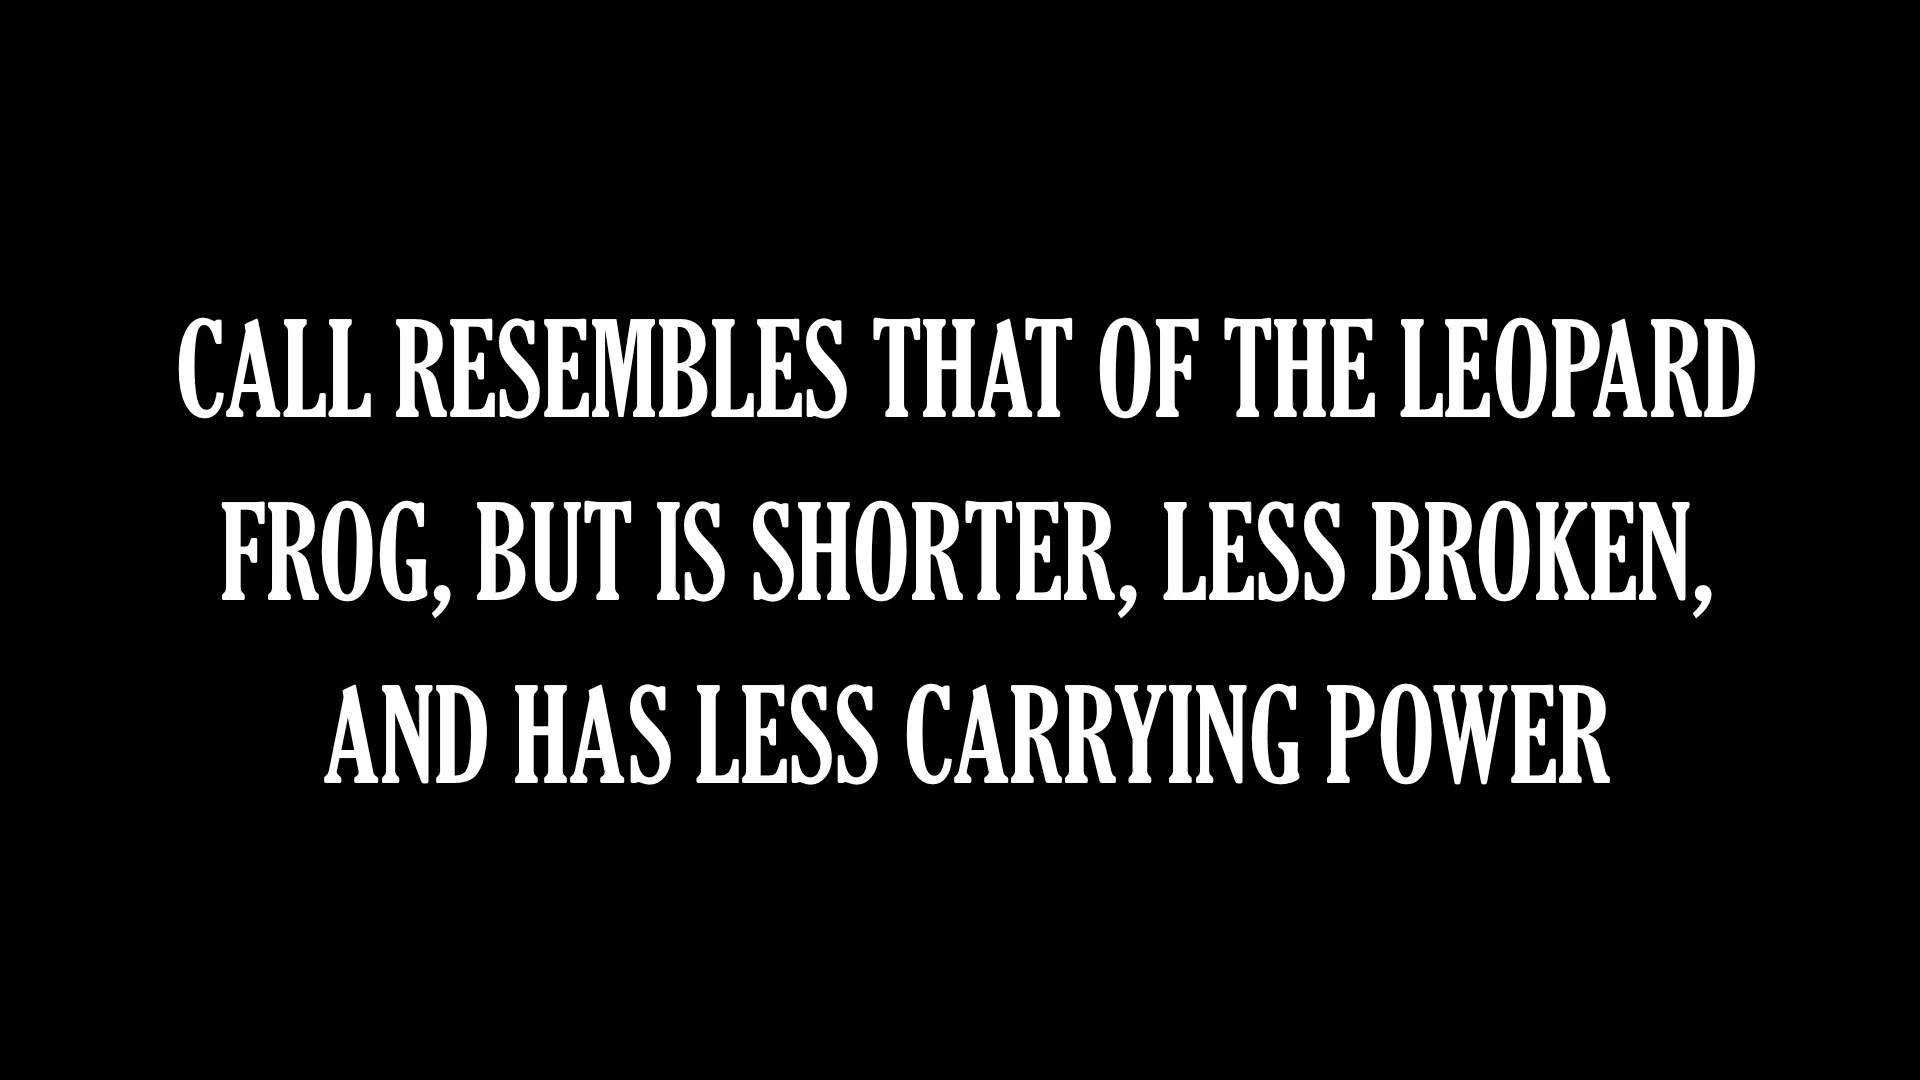 CALL RESEMBLES THAT OF THE LEOPARD
FROG, BUT IS SHORTER, LESS BROKEN,
AND HAS LESS CARRYING POWER